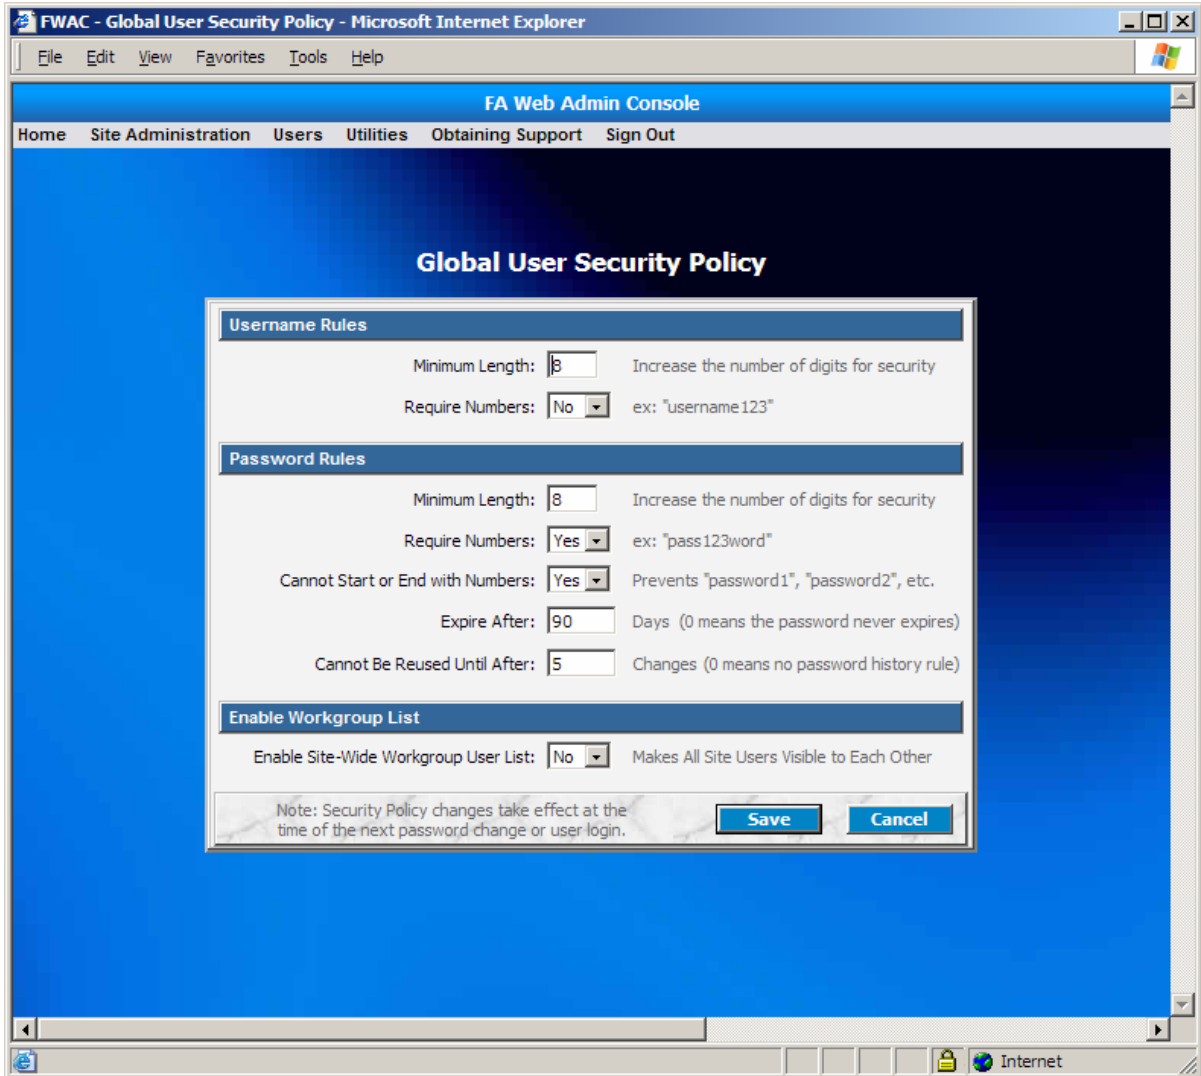 FWAC - Global User Security Policy - Microsoft Internet Explorer
File Edit View Favorites Tools Help
FA Web Admin Console
Home Site Administration Users Utilities Obtaining Support Sign Out
Global User Security Policy
Username Rules
Minimum Length: 8 Increase the number of digits for security
Require Numbers: No ex: "username123"
Password Rules
Minimum Length: 8 Increase the number of digits for security
Require Numbers: Yes ex: "pass123word"
Cannot Start or End with Numbers: Yes Prevents "password1", "password2", etc.
Expire After: 90 Days (0 means the password never expires)
Cannot Be Reused Until After: 5 Changes (0 means no password history rule)
Enable Workgroup List
Enable Site-Wide Workgroup User List: No Makes All Site Users Visible to Each Other
Note: Security Policy changes take effect at the
time of the next password change or user login.
Save Cancel
Internet